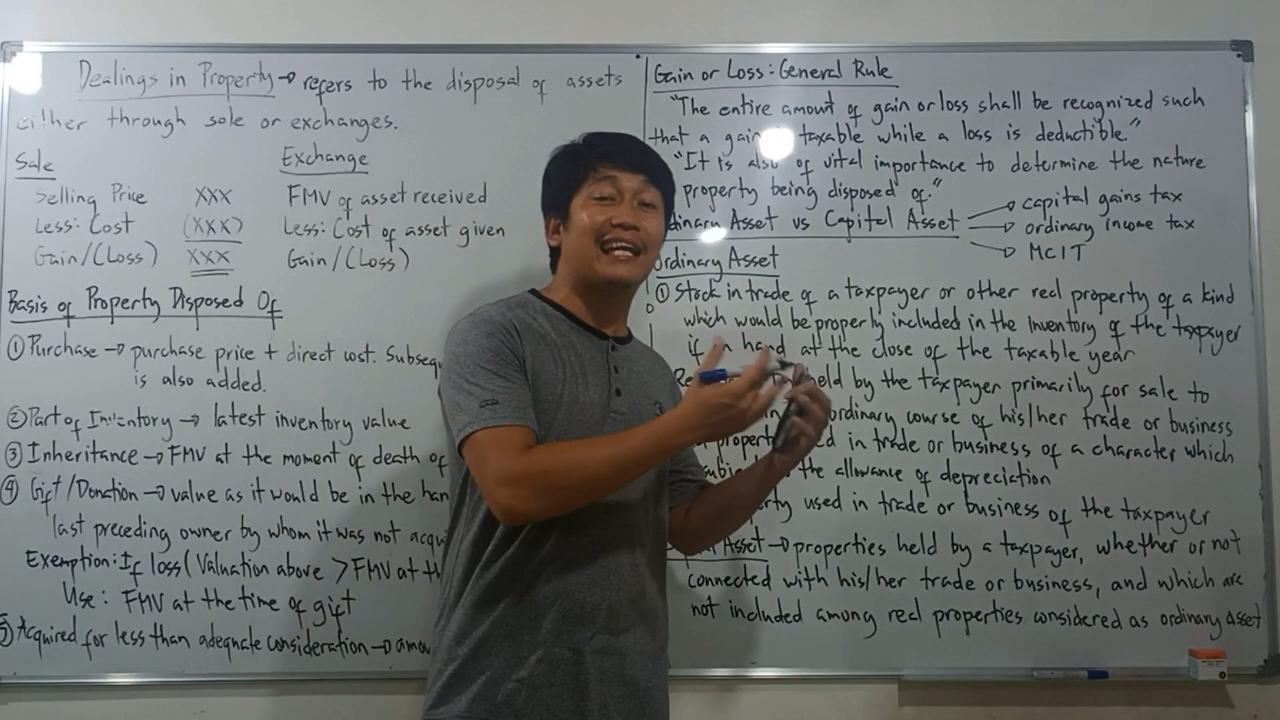 Dealings in Property → refers to the disposal of assets
either through sale or exchanges.
Sale
Exchange
Selling Price XXX FMV of asset received
Less: Cost (XXX) Less: Cost of asset given
Gain/(Loss) XXX Gain/(Loss)
Basis of Property Disposed Of
① Purchase → purchase price + direct cost.
is also added.
② Part of Inventory → latest inventory value
③ Inheritance → FMV at the moment of death of
④ Gift/Donation → value as it would be in the
last preceding owner by whom it was not
Exemption: If loss (Valuation above > FMV at
Use: FMV at the time of gift
Acquired for less than adequate consideration →
Gain or Loss: General Rule
"The entire amount of gain or loss shall be recognized such
that a gain taxable while a loss is deductible."
"It is also of vital importance to determine the nature
property being disposed of."
Asset vs Capital Asset → capital gains tax
→ ordinary income tax
→ MCIT
Ordinary Asset
① Stock in trade of a taxpayer or other real property of a kind
which would be properly included in the inventory of the taxpayer
if on hand at the close of the taxable year
held by the taxpayer primarily for sale to
ordinary course of his/her trade or business
property in trade or business of a character which
the allowance of depreciation
used in trade or business of the taxpayer
Asset → properties held by a taxpayer, whether or not
connected with his/her trade or business, and which are
not included among real properties considered as ordinary Asset